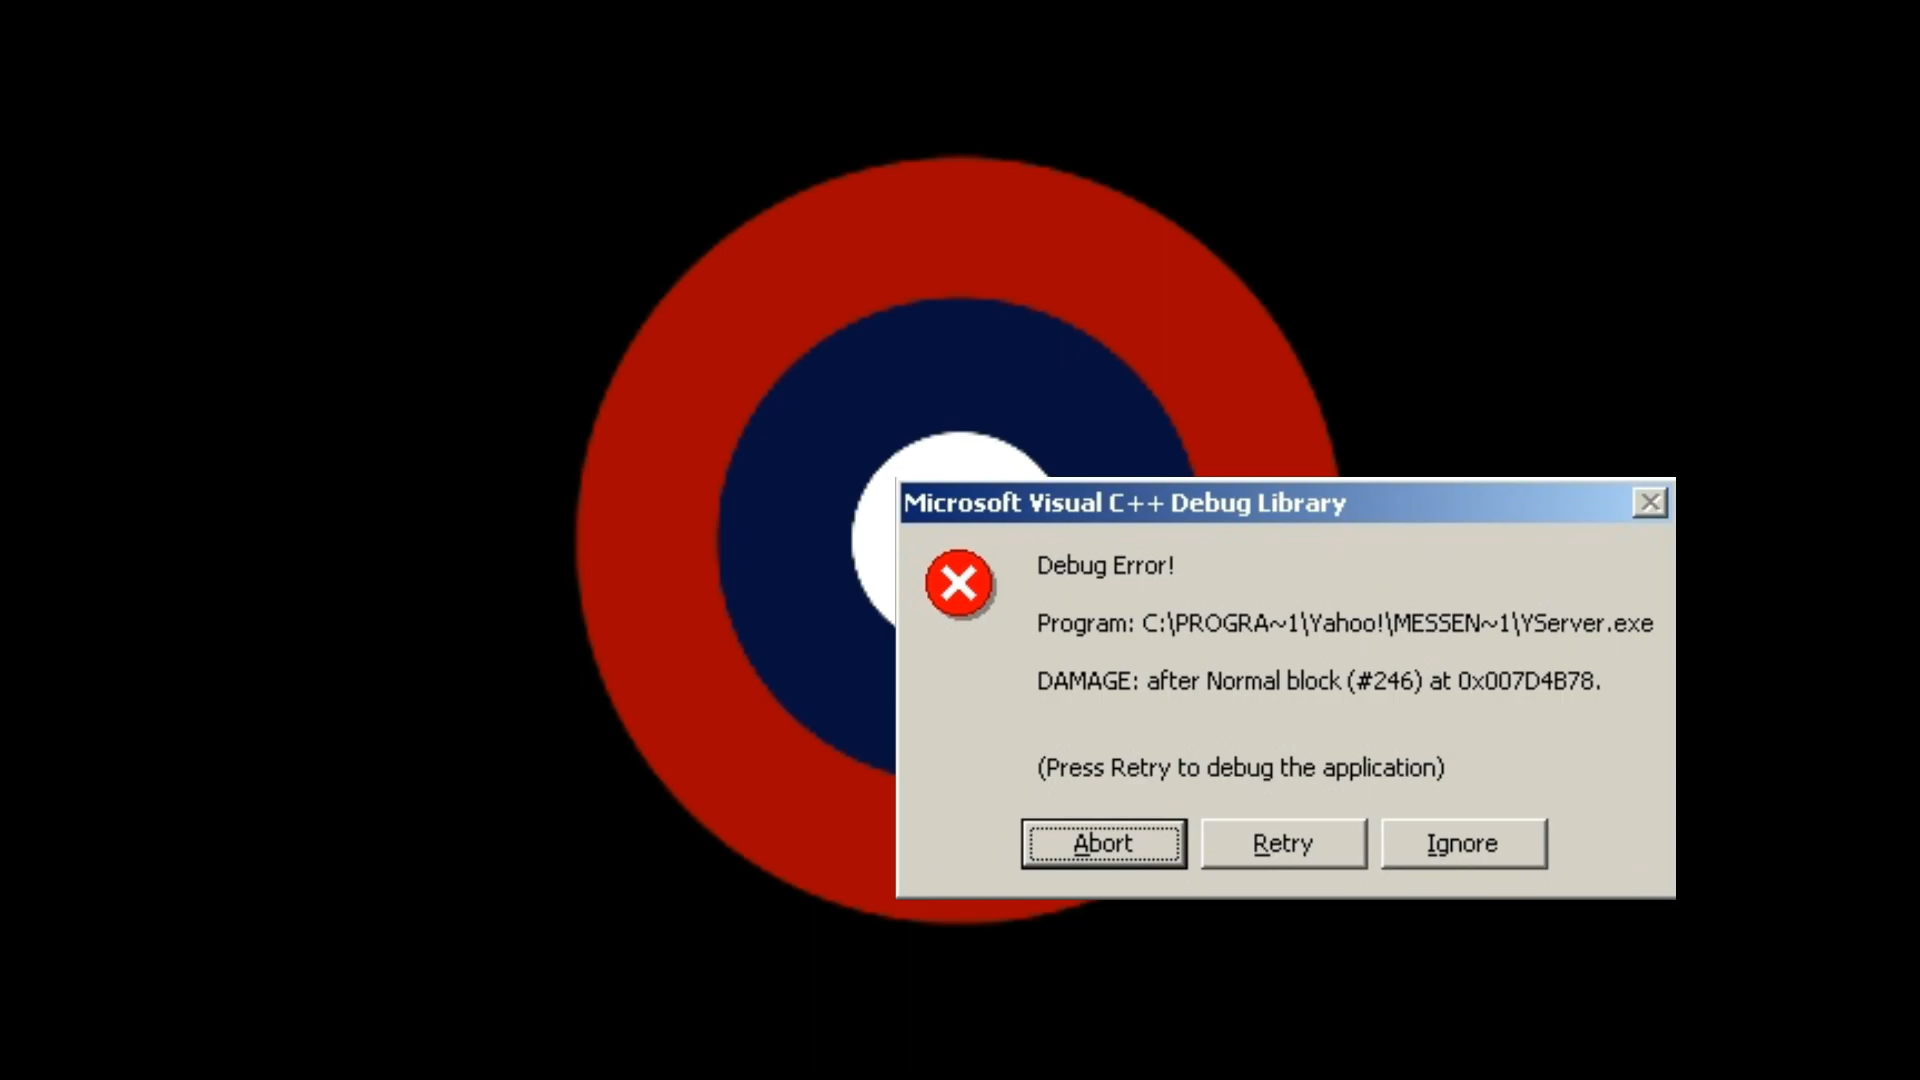 Microsoft Visual C++ Debug Library
Debug Error!
Program: C:\PROGRA~1\Yahoo!\MESSEN~1\YServer.exe
DAMAGE: after Normal block (#246) at 0x007D4B78.
(Press Retry to debug the application)
Abort Retry Ignore